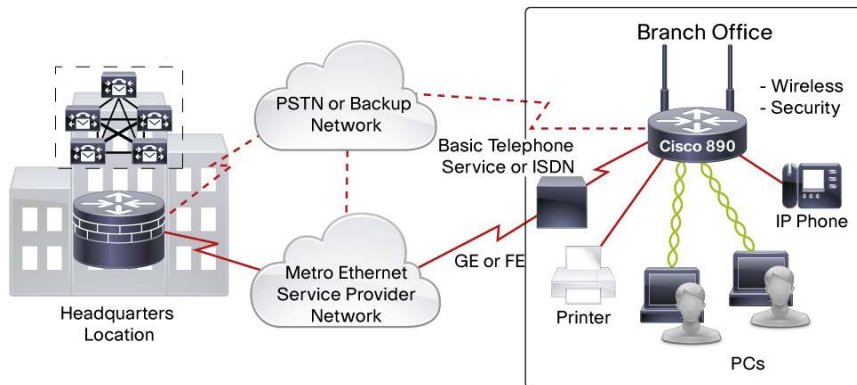 Branch Office
- Wireless
- Security
PSTN or Backup
Network
Basic Telephone
Service or ISDN
Cisco 890
IP Phone
GE or FE
Metro Ethernet
Service Provider
Network
Headquarters
Location
Printer
PCs